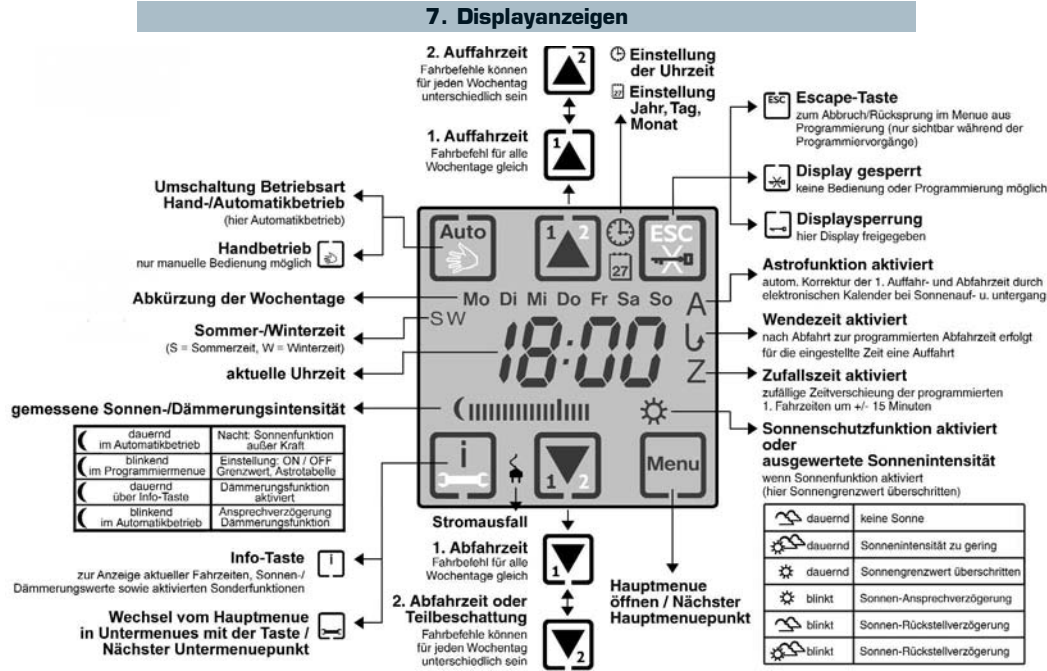 7. Displayanzeigen
2. Auffahrzeit
Fahrbefehle können
für jeden Wochentag
unterschiedlich sein
2
1. Auffahrzeit
Fahrbefehl für alle
Wochentage gleich
1
Einstellung
der Uhrzeit
27
Einstellung
Jahr, Tag,
Monat
ESC
Escape-Taste
zum Abbruch/Rücksprung im Menue aus
Programmierung (nur sichtbar während der
Programmiervorgänge)
Display gesperrt
keine Bedienung oder Programmierung möglich
Displaysperrung
hier Display freigegeben
Umschaltung Betriebsart
Hand-/Automatikbetrieb
(hier Automatikbetrieb)
Handbetrieb
nur manuelle Bedienung möglich
Abkürzung der Wochentage
Sommer-/Winterzeit
(S = Sommerzeit, W = Winterzeit)
aktuelle Uhrzeit
gemessene Sonnen-/Dämmerungsintensität
Auto
1 2
27
ESC
Mo Di Mi Do Fr Sa So
A
SW
18:00
Z
i
1 2
Menu
Astrofunktion aktiviert
autom. Korrektur der 1. Auffahr- und Abfahrzeit durch
elektronischen Kalender bei Sonnenauf- u. untergang
Wendezeit aktiviert
nach Abfahrt zur programmierten Abfahrzeit erfolgt
für die eingestellte Zeit eine Auffahrt
Zufallszeit aktiviert
zufällige Zeitverschiebung der programmierten
1. Fahrzeiten um +/- 15 Minuten
Sonnenschutzfunktion aktiviert
oder
ausgewertete Sonnenintensität
wenn Sonnenfunktion aktiviert
(hier Sonnengrenzwert überschritten)
dauernd
im Automatikbetrieb
Nacht: Sonnenfunktion
außer Kraft
blinkend
im Programmiermenue
Einstellung: ON / OFF
Grenzwert, Astrotabelle
dauernd
über Info-Taste
Dämmerungsfunktion
aktiviert
blinkend
im Automatikbetrieb
Ansprechverzögerung
Dämmerungsfunktion
Info-Taste
i
zur Anzeige aktueller Fahrzeiten, Sonnen-/
Dämmerungswerte sowie aktivierten Sonderfunktionen
Wechsel vom Hauptmenue
in Untermenues mit der Taste /
Nächster Untermenuepunkt
Stromausfall
1. Abfahrzeit
Fahrbefehl für alle
Wochentage gleich
1
2. Abfahrzeit oder
Teilbeschattung
Fahrbefehle können
für jeden Wochentag
unterschiedlich sein
2
Hauptmenue
öffnen / Nächster
Hauptmenuepunkt
dauernd keine Sonne
dauernd Sonnenintensität zu gering
dauernd Sonnengrenzwert überschritten
blinkt Sonnen-Ansprechverzögerung
blinkt Sonnen-Rückstellverzögerung
blinkt Sonnen-Rückstellverzögerung